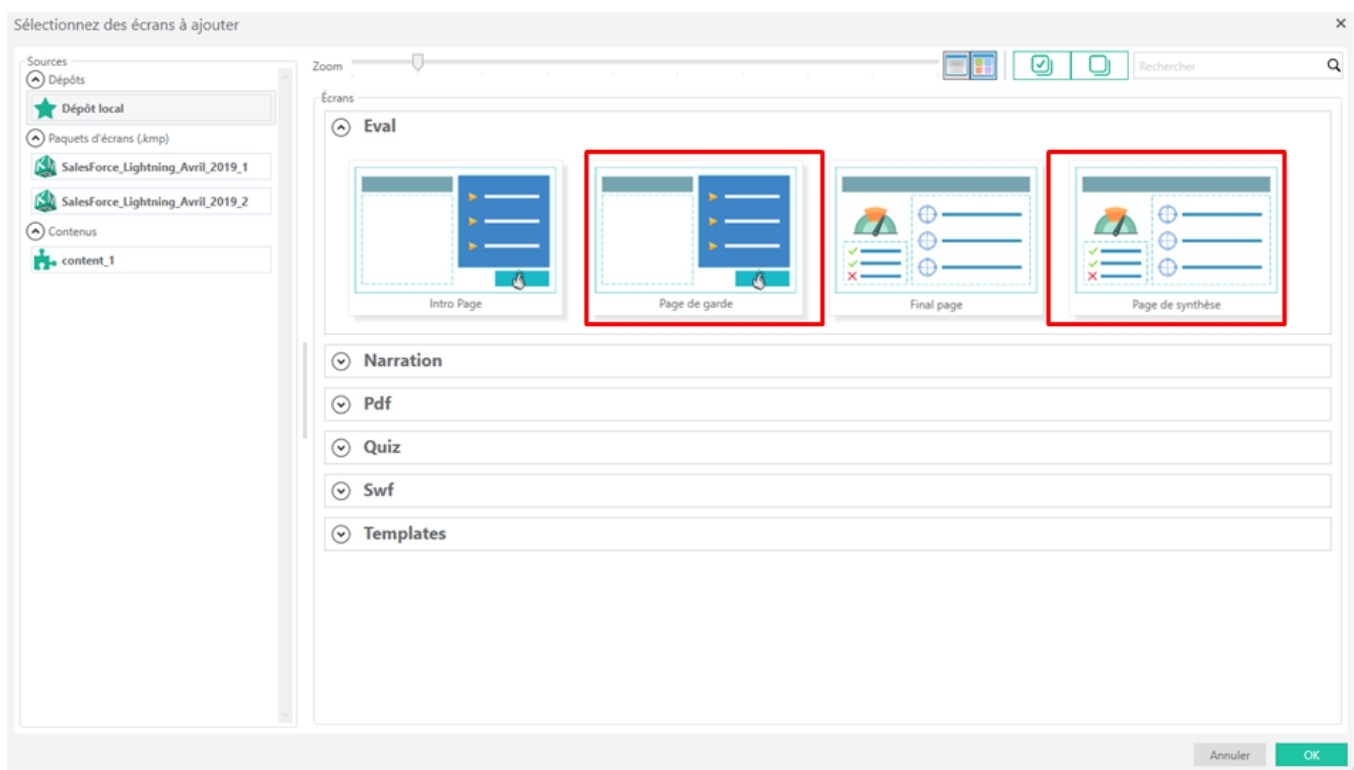 Sélectionnez des écrans à ajouter
Sources
Dépôts
Dépôt local
Paquets d'écrans (.kmp)
SalesForce_Lightning_Avril_2019_1
SalesForce_Lightning_Avril_2019_2
Contenus
content_1
Zoom
Rechercher
Écrans
Eval
Intro Page
Page de garde
Final page
Page de synthèse
Narration
Pdf
Quiz
Swf
Templates
Annuler
OK